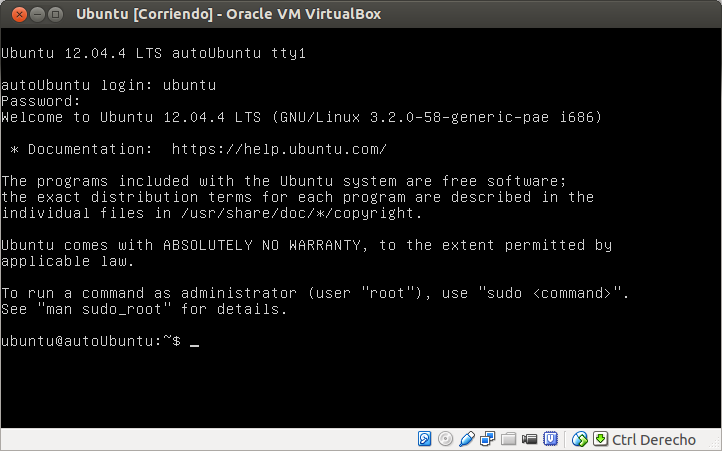 Ubuntu [Corriendo] - Oracle VM VirtualBox
Ubuntu 12.04.4 LTS autoUbuntu tty1
autoUbuntu login: ubuntu
Password:
Welcome to Ubuntu 12.04.4 LTS (GNU/Linux 3.2.0-58-generic-pae i686)
* Documentation:  https://help.ubuntu.com/
The programs included with the Ubuntu system are free software;
the exact distribution terms for each program are described in the
individual files in /usr/share/doc/*/copyright.
Ubuntu comes with ABSOLUTELY NO WARRANTY, to the extent permitted by
applicable law.
To run a command as administrator (user "root"), use "sudo <command>".
See "man sudo_root" for details.
ubuntu@autoUbuntu:~$ _
Ctrl Derecho